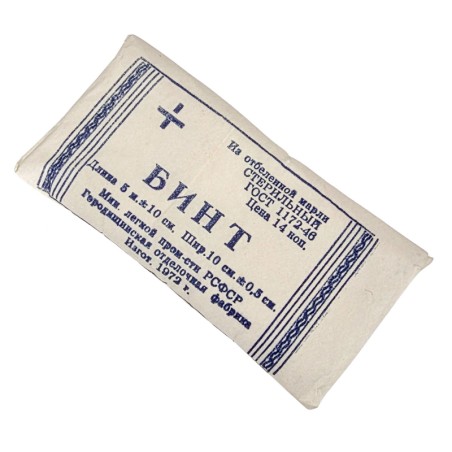 Из отбеленной марли
СТЕРИЛЬНЫЙ
ГОСТ 1172-46
Цена 14 коп.
БИНТ
Длина 5 м.±10 см. Шир. 10 см.±0,5 см.
Мин. легкой пром-сти РСФСР
Городищенская отделочная фабрика
Изгот. 1972 г.